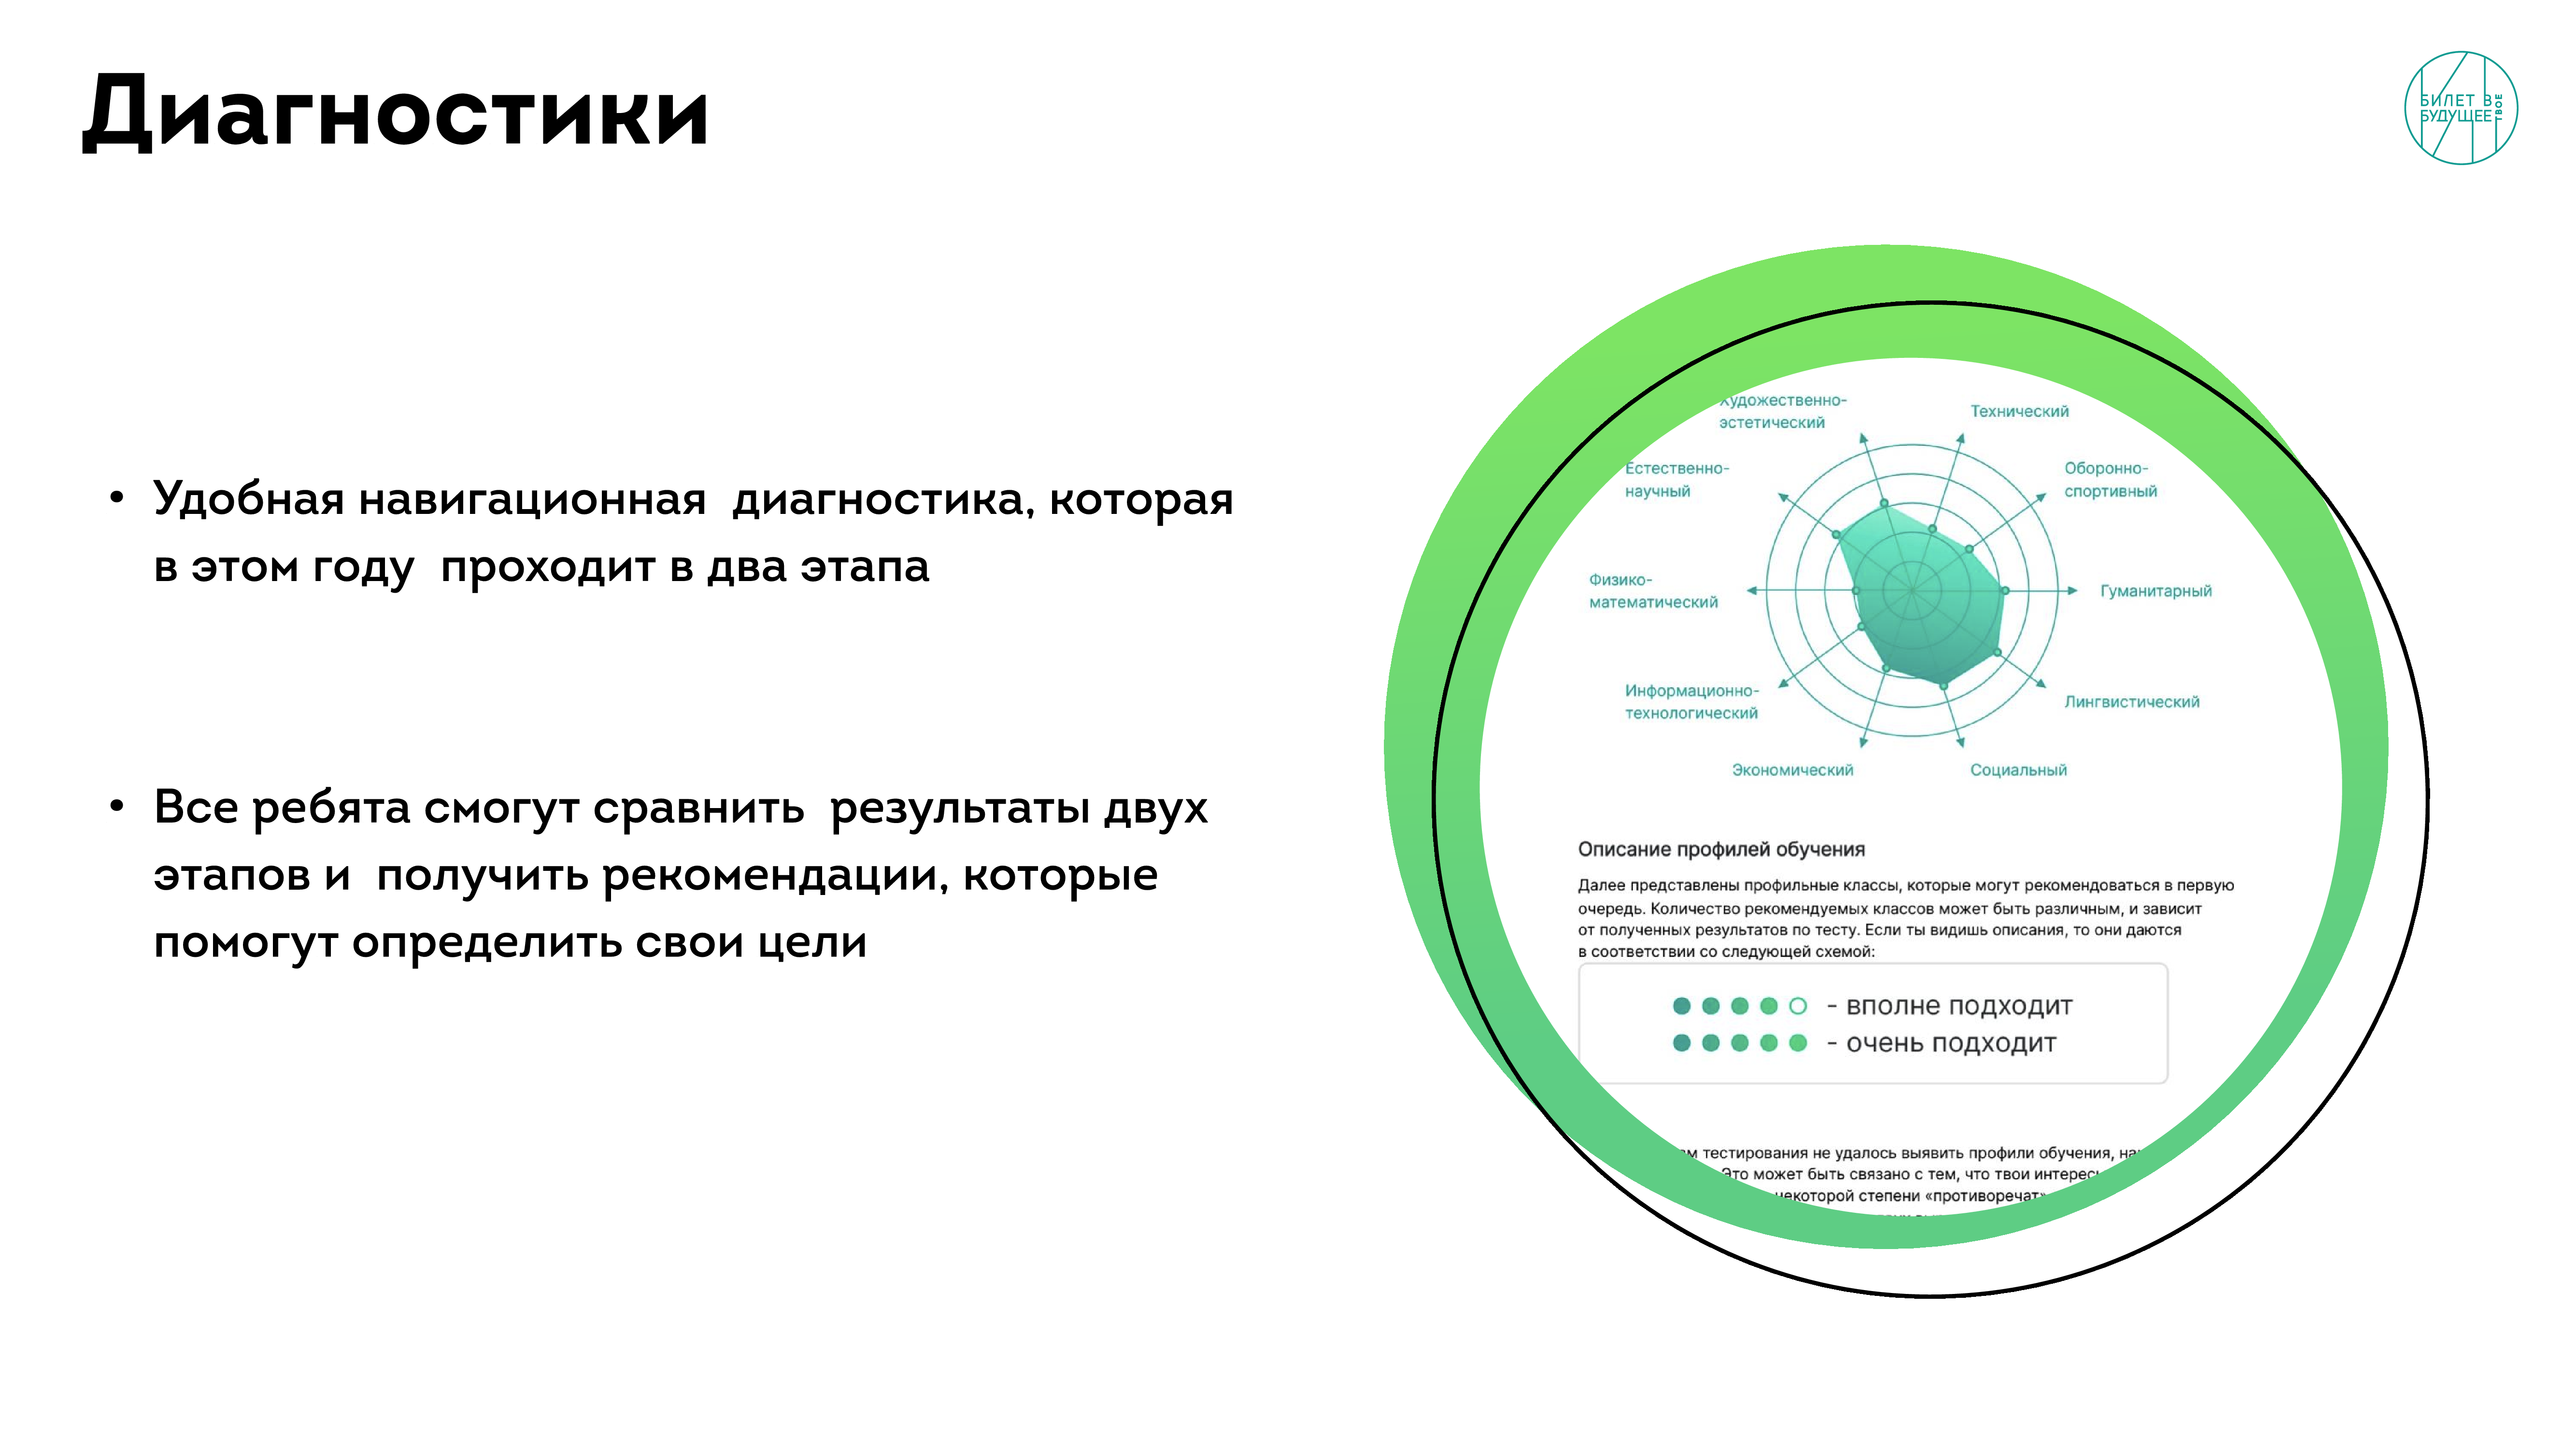 Диагностики
БИЛЕТ В
БУДУЩЕЕ
ТВОЕ
• Удобная навигационная диагностика, которая
в этом году проходит в два этапа
• Все ребята смогут сравнить результаты двух
этапов и получить рекомендации, которые
помогут определить свои цели
Художественно-
эстетический
Технический
Естественно-
научный
Оборонно-
спортивный
Физико-
математический
Гуманитарный
Информационно-
технологический
Лингвистический
Экономический
Социальный
Описание профилей обучения
Далее представлены профильные классы, которые могут рекомендоваться в первую
очередь. Количество рекомендуемых классов может быть различным, и зависит
от полученных результатов по тесту. Если ты видишь описания, то они даются
в соответствии со следующей схемой:
- вполне подходит
- очень подходит
тестирования не удалось выявить профили обучения,
Это может быть связано с тем, что твои
некоторой степени «противоречат»